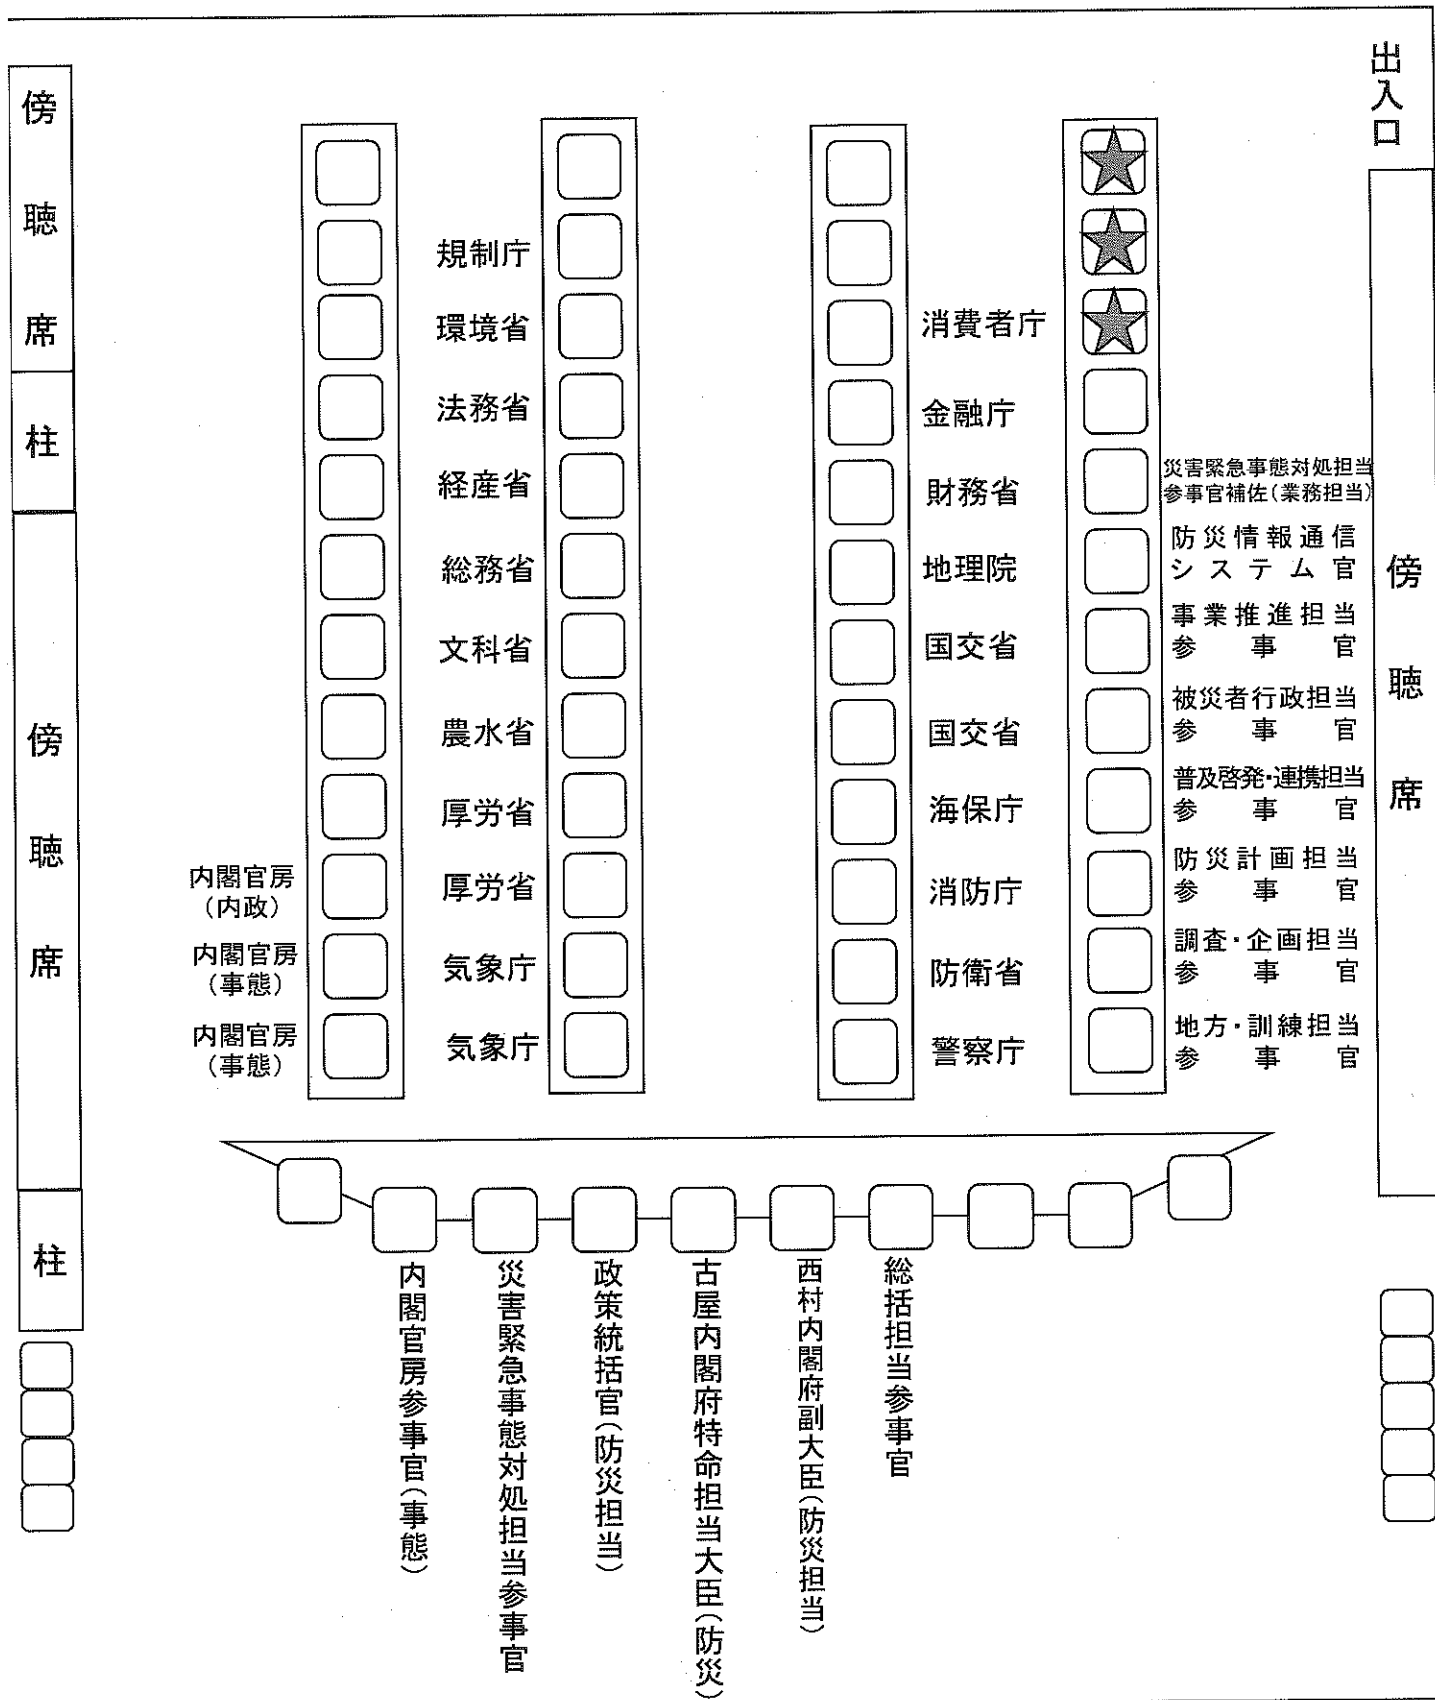 出入口
傍聴席
柱
傍聴席
柱
内閣官房
(内政)
内閣官房
(事態)
内閣官房
(事態)
規制庁
環境省
法務省
経産省
総務省
文科省
農水省
厚労省
厚労省
気象庁
気象庁
消費者庁
金融庁
財務省
地理院
国交省
国交省
海保庁
消防庁
防衛省
警察庁
災害緊急事態対処担当
参事官補佐(業務担当)
防災情報通信
システム官
事業推進担当
参事官
被災者行政担当
参事官
普及啓発・連携担当
参事官
防災計画担当
参事官
調査・企画担当
参事官
地方・訓練担当
参事官
傍聴席
内閣官房参事官(事態)
災害緊急事態対処担当参事官
政策統括官(防災担当)
古屋内閣府特命担当大臣(防災)
西村内閣府副大臣(防災担当)
総括担当参事官